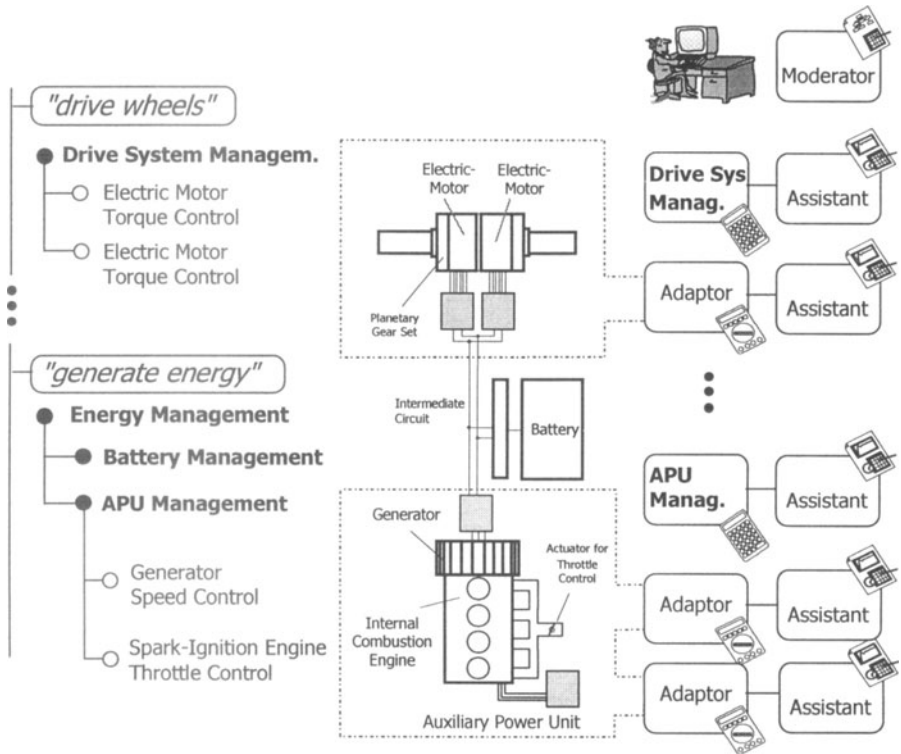 "drive wheels"
Drive System Managem.
Electric Motor
Torque Control
Electric Motor
Torque Control
"generate energy"
Energy Management
Battery Management
APU Management
Generator
Speed Control
Spark-Ignition Engine
Throttle Control
Electric-
Motor
Electric-
Motor
Planetary
Gear Set
Intermediate
Circuit
Battery
Generator
Actuator for
Throttle
Control
Internal
Combustion
Engine
Auxiliary Power Unit
Moderator
Drive Sys
Manag.
Assistant
Adaptor
Assistant
APU
Manag.
Assistant
Adaptor
Assistant
Adaptor
Assistant